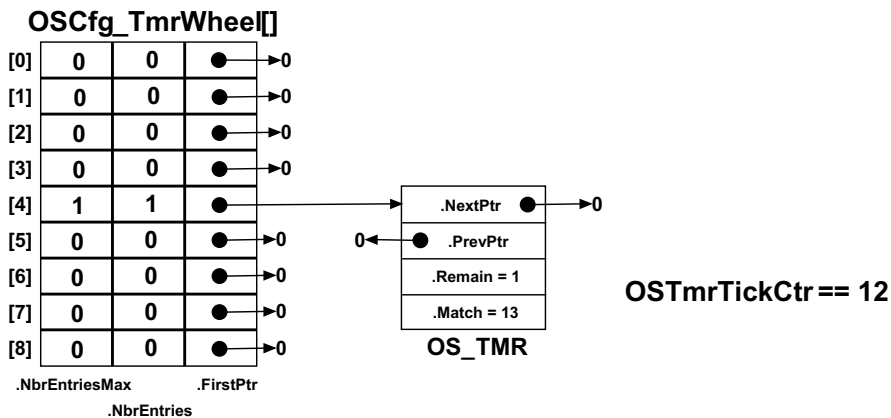 OSCfg_TmrWheel[]
[0] 0 0 0
[1] 0 0 0
[2] 0 0 0
[3] 0 0 0
[4] 1 1 .NextPtr 0
[5] 0 0 0 0 .PrevPtr
[6] 0 0 0 .Remain = 1
[7] 0 0 0 .Match = 13
[8] 0 0 0 OS_TMR
OSTmrTickCtr == 12
.NbrEntriesMax .FirstPtr
.NbrEntries